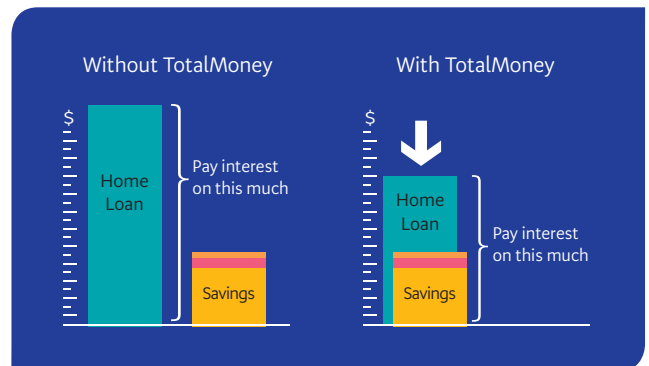 Without TotalMoney
$
Home
Loan
Pay interest
on this much
Savings
With TotalMoney
$
Home
Loan
Pay interest
on this much
Savings